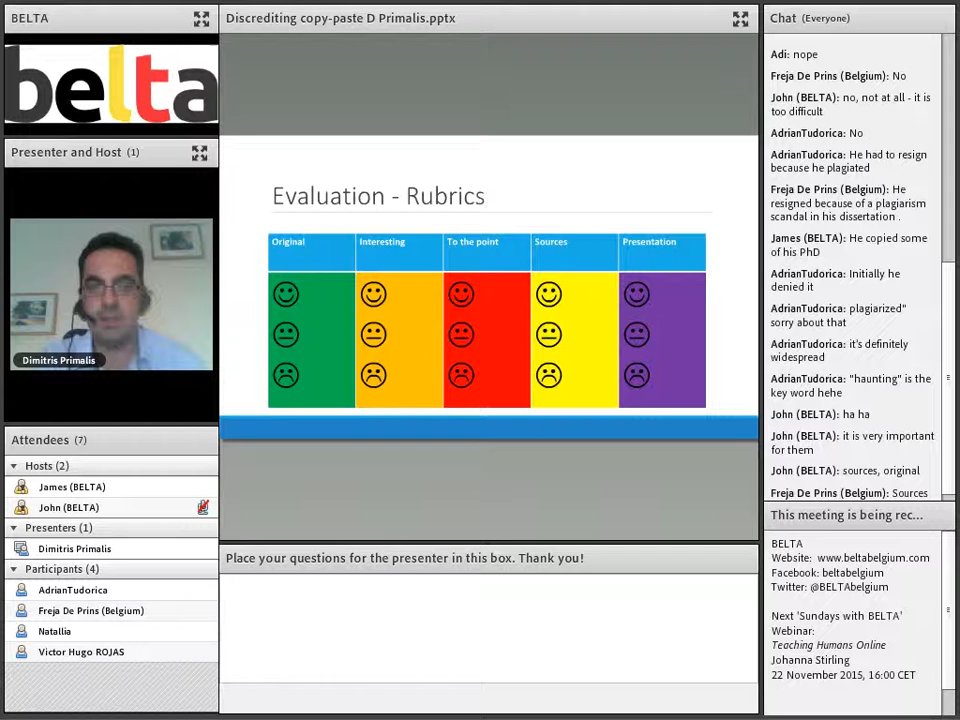 BELTA
belta
Presenter and Host (1)
Dimitris Primalis
Attendees (7)
Hosts (2)
James (BELTA)
John (BELTA)
Presenters (1)
Dimitris Primalis
Participants (4)
AdrianTudorica
Freja De Prins (Belgium)
Natallia
Victor Hugo ROJAS
Discrediting copy-paste D Primalis.pptx
Evaluation - Rubrics
Original Interesting To the point Sources Presentation
Place your questions for the presenter in this box. Thank you!
Chat (Everyone)
Adi: nope
Freja De Prins (Belgium): No
John (BELTA): no, not at all - it is
too difficult
AdrianTudorica: No
AdrianTudorica: He had to resign
because he plagiated
Freja De Prins (Belgium): He
resigned because of a plagiarism
scandal in his dissertation .
James (BELTA): He copied some
of his PhD
AdrianTudorica: Initially he
denied it
AdrianTudorica: plagiarized"
sorry about that
AdrianTudorica: it's definitely
widespread
AdrianTudorica: "haunting" is the
key word hehe
John (BELTA): ha ha
John (BELTA): it is very important
for them
John (BELTA): sources, original
Freja De Prins (Belgium): Sources
This meeting is being rec...
BELTA
Website: www.beltabelgium.com
Facebook: beltabelgium
Twitter: @BELTAbelgium
Next 'Sundays with BELTA'
Webinar:
Teaching Humans Online
Johanna Stirling
22 November 2015, 16:00 CET